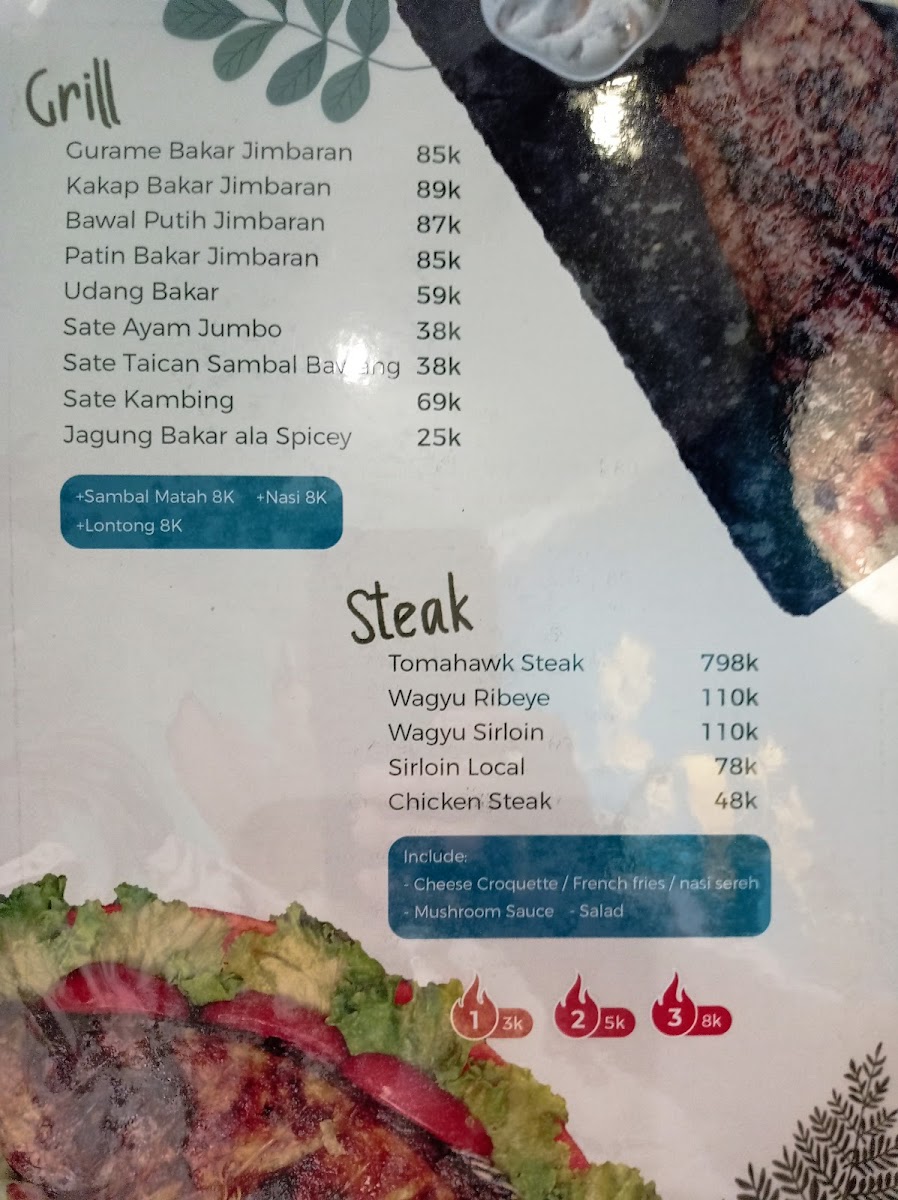 Grill
Gurame Bakar Jimbaran 85k
Kakap Bakar Jimbaran 89k
Bawal Putih Jimbaran 87k
Patin Bakar Jimbaran 85k
Udang Bakar 59k
Sate Ayam Jumbo 38k
Sate Taican Sambal Bawang 38k
Sate Kambing 69k
Jagung Bakar ala Spicey 25k
+Sambal Matah 8K +Nasi 8K
+Lontong 8K
Steak
Tomahawk Steak 798k
Wagyu Ribeye 110k
Wagyu Sirloin 110k
Sirloin Local 78k
Chicken Steak 48k
Include:
- Cheese Croquette / French fries / nasi sereh
- Mushroom Sauce - Salad
1 3k 2 5k 3 8k